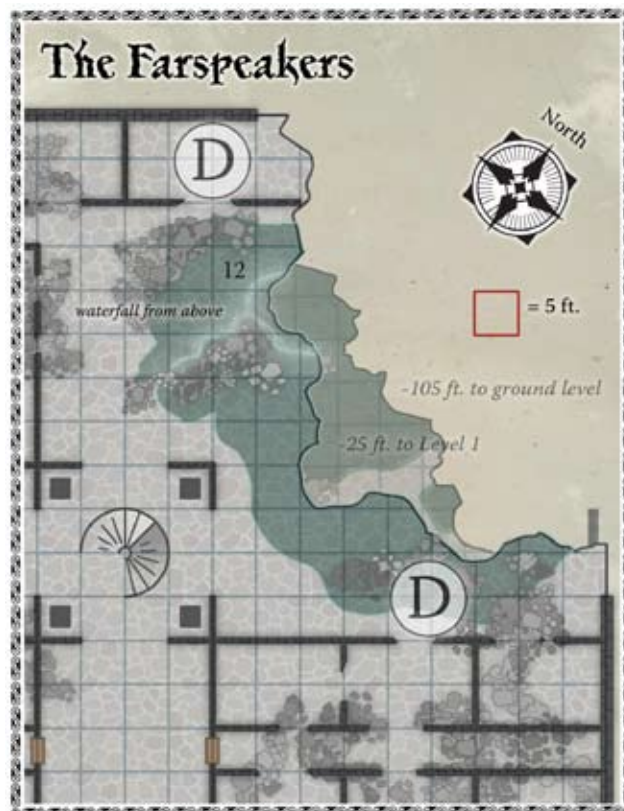 The Farspeakers
North
D
12
= 5 ft.
waterfall from above
-105 ft. to ground level
-25 ft. to Level 1
D